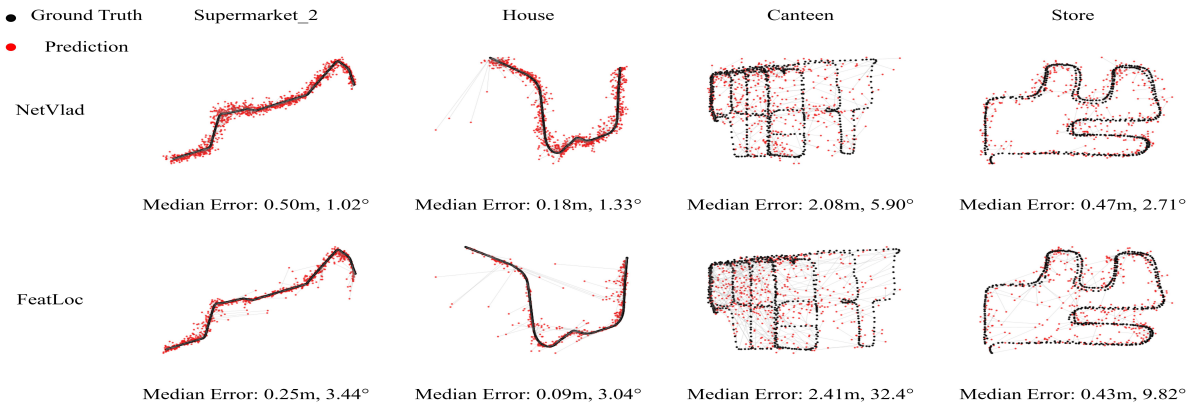 Ground Truth
Supermarket_2
House
Canteen
Store
Prediction
NetVlad
Median Error: 0.50m, 1.02°
Median Error: 0.18m, 1.33°
Median Error: 2.08m, 5.90°
Median Error: 0.47m, 2.71°
FeatLoc
Median Error: 0.25m, 3.44°
Median Error: 0.09m, 3.04°
Median Error: 2.41m, 32.4°
Median Error: 0.43m, 9.82°